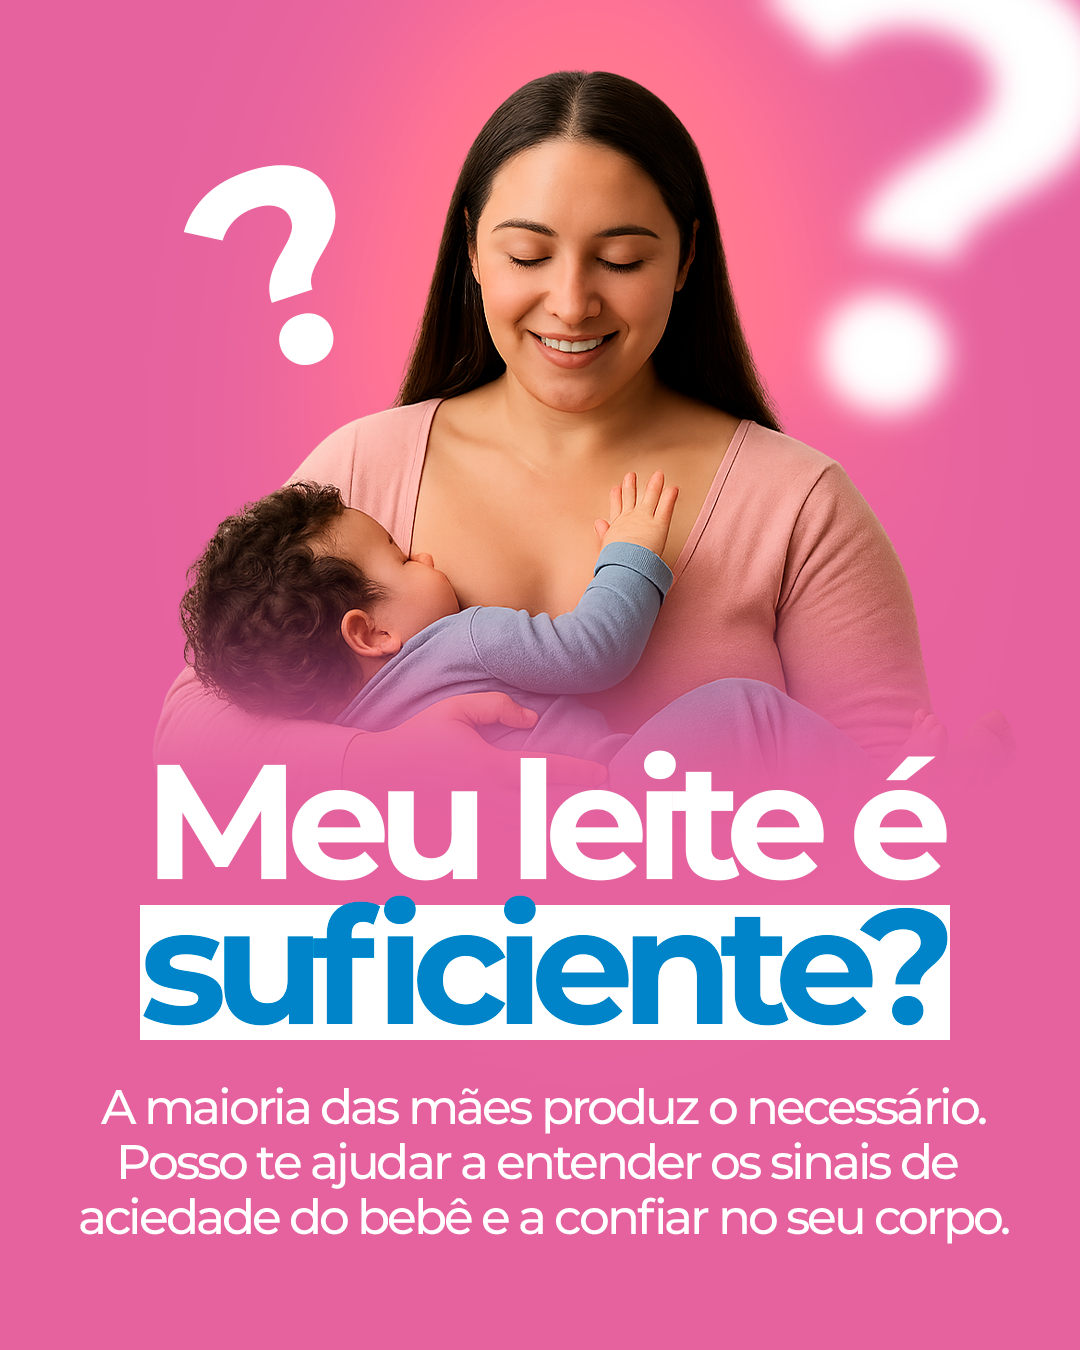 ?
?
Meu leite é
suficiente?
A maioria das mães produz o necessário.
Posso te ajudar a entender os sinais de
aciedade do bebê e a confiar no seu corpo.